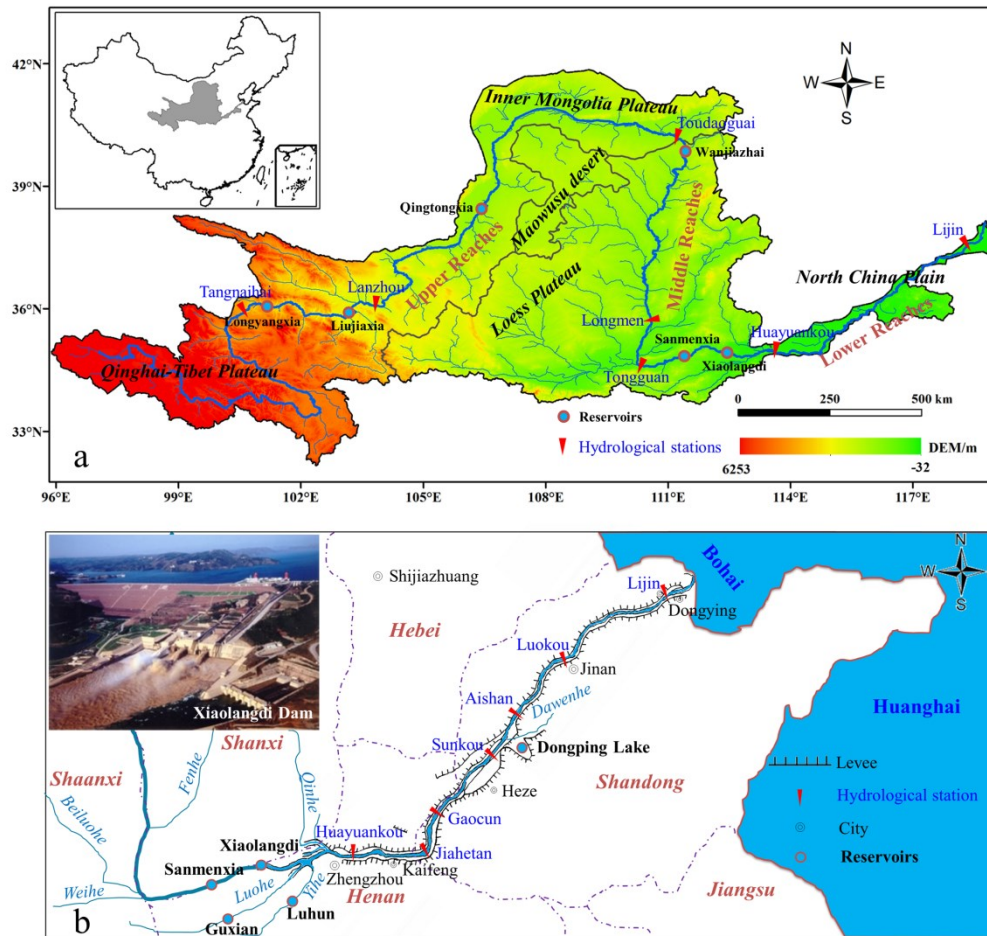 42°N
39°N
36°N
33°N
96°E
99°E
102°E
105°E
108°E
111°E
114°E
117°E
N
W
E
S
Inner Mongolia Plateau
Toudaoguai
Wanjiazhai
Maowusu desert
Qingtongxia
Upper Reaches
Middle Reaches
Lijin
North China Plain
Tangnaihai
Lanzhou
Loess Plateau
Longyangxia
Liujiaxia
Longmen
Sanmenxia
Huayuankou
Lower Reaches
Xiaolangdi
Qinghai-Tibet Plateau
Tongguan
Reservoirs
0
250
500 km
Hydrological stations
DEM/m
6253
-32
a
N
W
S
Bohai
Shijiazhuang
Hebei
Lijin
Dongying
Luokou
Jinan
Aishan
Dawenhe
Huanghai
Xiaolangdi Dam
Sunkou
Dongping Lake
Shanxi
Shaanxi
Fenhe
Qinhe
Shandong
Levee
Heze
Hydrological station
Beiluohe
Gaocun
City
Huayuankou
Xiaolangdi
Jiahetan
Reservoirs
Sanmenxia
Kaifeng
Zhengzhou
Weihe
Luohe
Yihe
Henan
Jiangsu
Luhun
Guxian
b